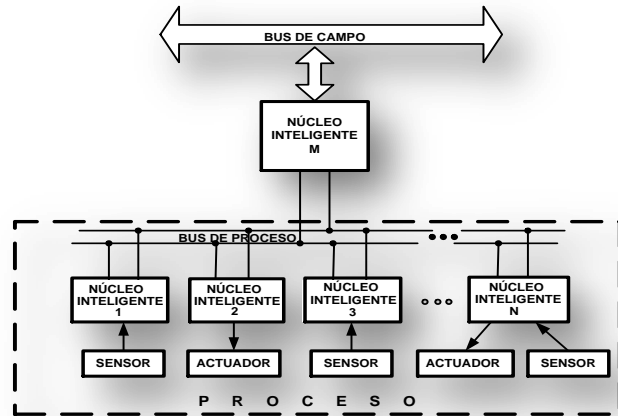 BUS DE CAMPO
NÚCLEO
INTELIGENTE
M
BUS DE PROCESO
NÚCLEO
INTELIGENTE
1
NÚCLEO
INTELIGENTE
2
NÚCLEO
INTELIGENTE
3
NÚCLEO
INTELIGENTE
N
SENSOR
ACTUADOR
SENSOR
ACTUADOR
SENSOR
P R O C E S O